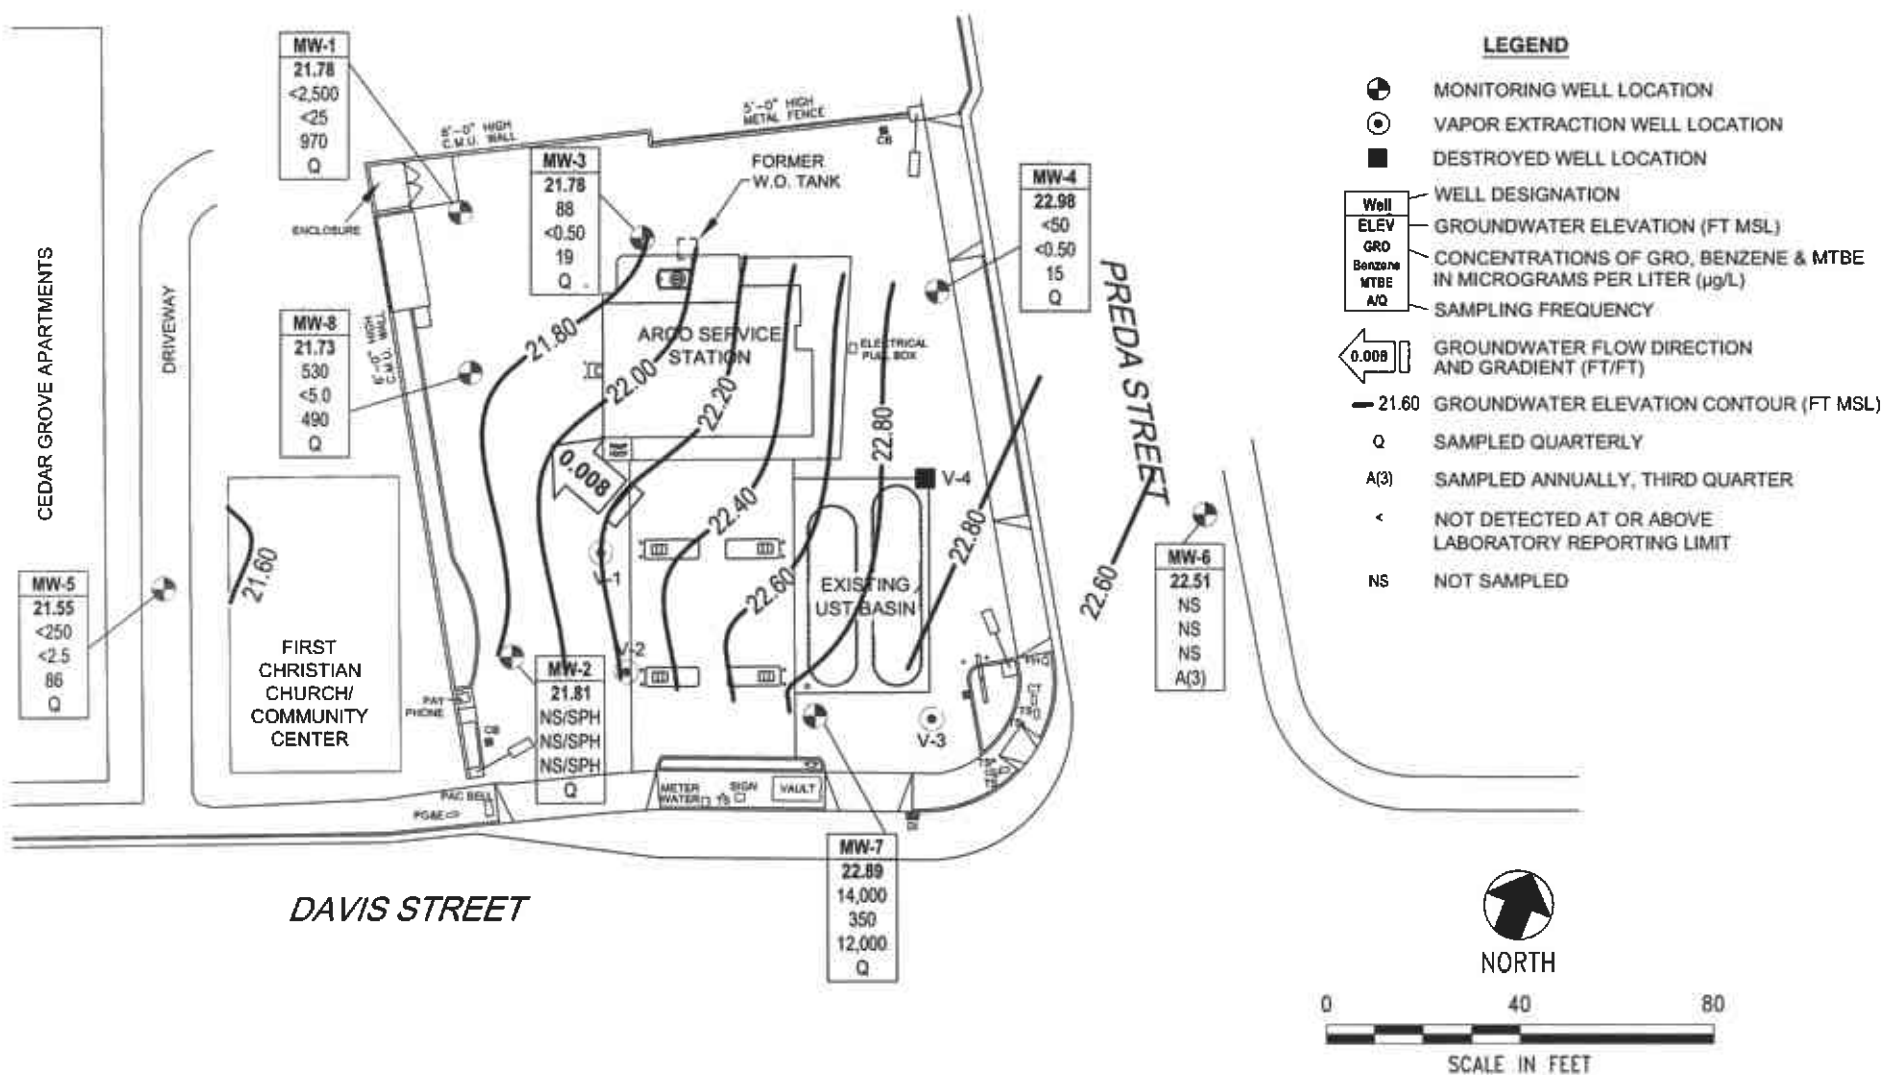 MW-1
21.78
<2,500
<25
970
Q
8'-0" HIGH
C.M.U. WALL
5'-0" HIGH
METAL FENCE
CB
MW-3
21.78
88
<0.50
19
Q
FORMER
W.O. TANK
MW-4
22.98
<50
<0.50
15
Q
ENCLOSURE
CEDAR GROVE APARTMENTS
DRIVEWAY
MW-8
21.73
530
<5.0
490
Q
C.M.U. WALL
21.80
ARCO SERVICE
STATION
ELECTRICAL
PULL BOX
22.00
22.20
22.80
PREDA STREET
0.008
V-4
22.40
22.80
V-1
22.60
EXISTING
UST BASIN
22.60
21.60
MW-5
21.55
<250
<2.5
86
Q
MW-6
22.51
NS
NS
NS
A(3)
FIRST
CHRISTIAN
CHURCH/
COMMUNITY
CENTER
PAY
PHONE
CB
V-2
MW-2
21.81
NS/SPH
NS/SPH
NS/SPH
Q
V-3
PAC BELL
PG&E
METER
WATER
TS
SIGN
VAULT
MW-7
22.89
14,000
350
12,000
Q
DAVIS STREET
LEGEND
MONITORING WELL LOCATION
VAPOR EXTRACTION WELL LOCATION
DESTROYED WELL LOCATION
Well
ELEV
GRO
Benzene
MTBE
A/Q
WELL DESIGNATION
GROUNDWATER ELEVATION (FT MSL)
CONCENTRATIONS OF GRO, BENZENE & MTBE
IN MICROGRAMS PER LITER (µg/L)
SAMPLING FREQUENCY
0.008
GROUNDWATER FLOW DIRECTION
AND GRADIENT (FT/FT)
21.60 GROUNDWATER ELEVATION CONTOUR (FT MSL)
Q SAMPLED QUARTERLY
A(3) SAMPLED ANNUALLY, THIRD QUARTER
< NOT DETECTED AT OR ABOVE
LABORATORY REPORTING LIMIT
NS NOT SAMPLED
NORTH
0 40 80
SCALE IN FEET